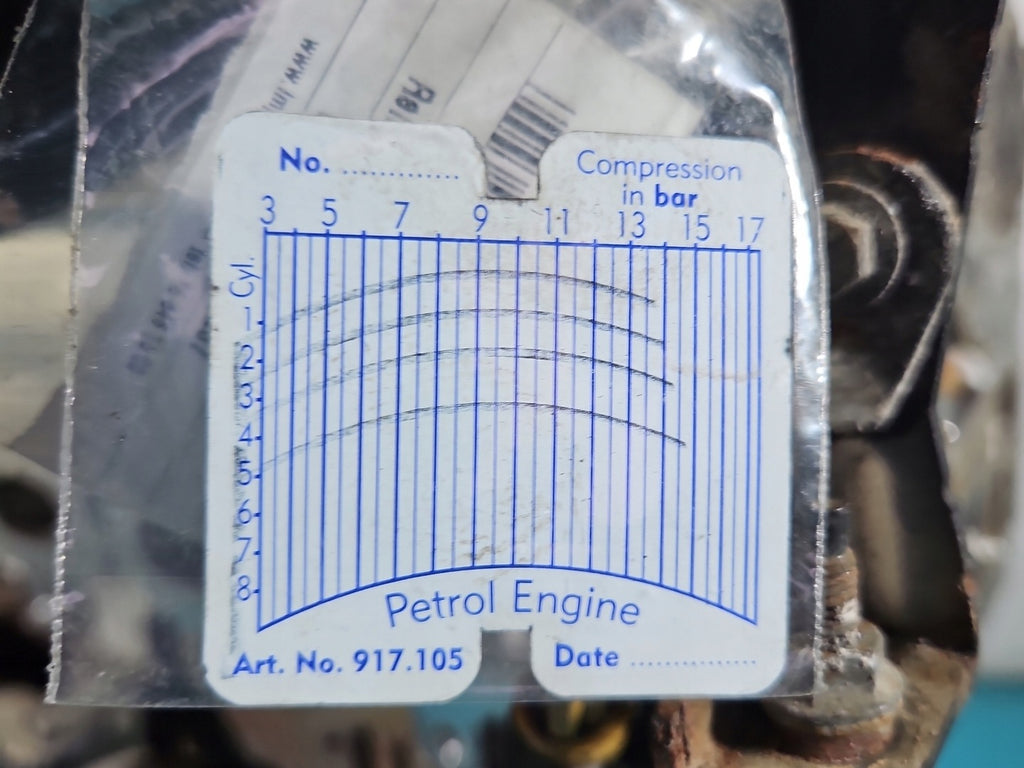 www.
No. .............
Compression
in bar
3 5 7 9 11 13 15 17
Cyl.
1
2
3
4
5
6
7
8
Petrol Engine
Art. No. 917.105
Date ...............